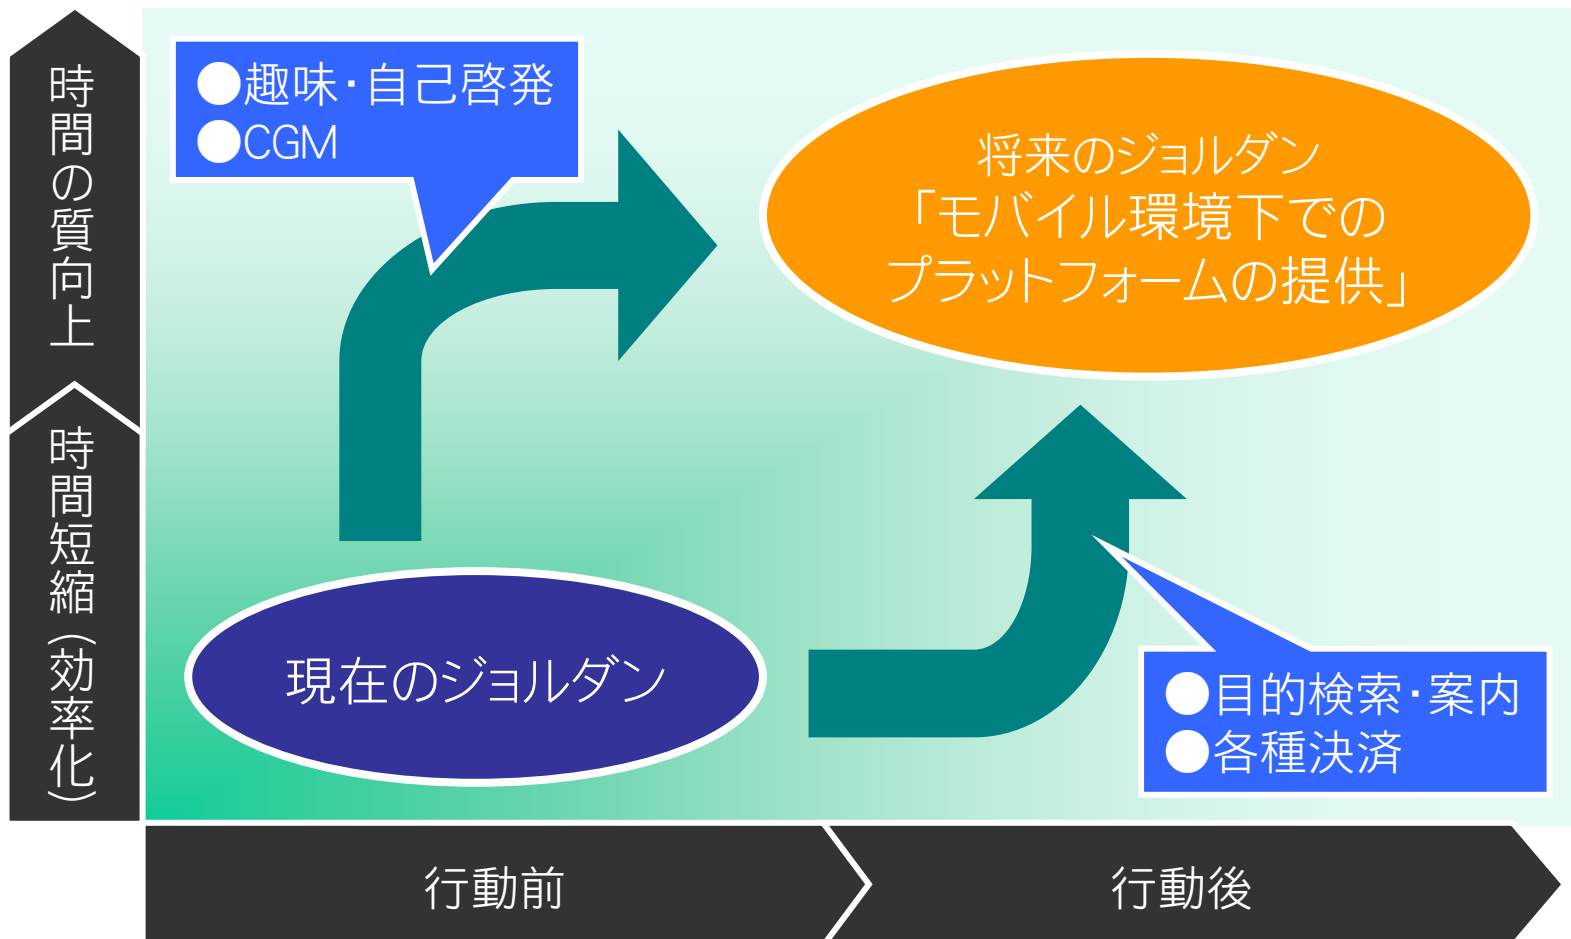 時間の質向上
時間短縮（効率化）
●趣味・自己啓発
●CGM
将来のジョルダン
「モバイル環境下での
プラットフォームの提供」
現在のジョルダン
●目的検索・案内
●各種決済
行動前
行動後